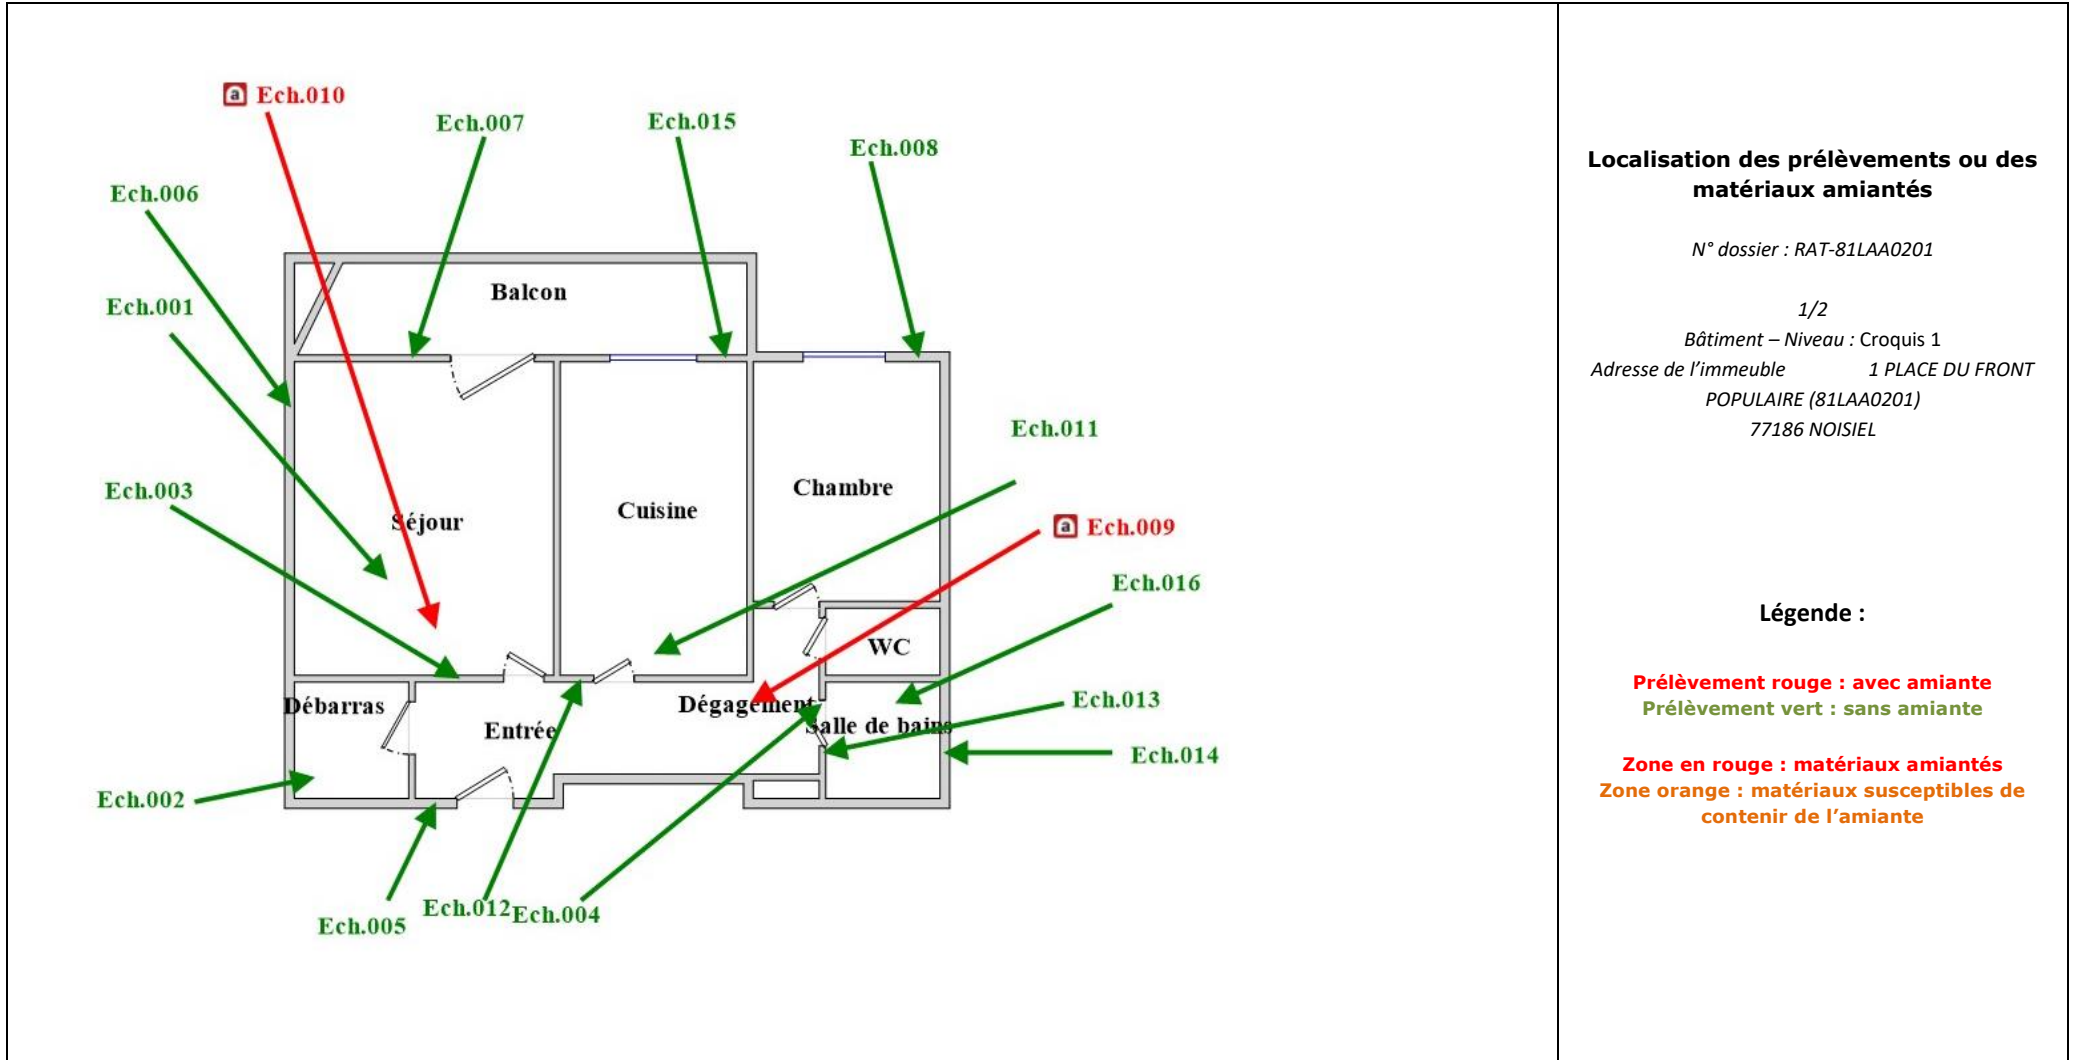 a Ech.010
Ech.007
Ech.015
Ech.008
Ech.006
Ech.001
Balcon
Ech.011
Ech.003
Séjour
Cuisine
Chambre
a Ech.009
Ech.016
WC
Débarras
Dégagement
Ech.013
Entrée
Salle de bains
Ech.014
Ech.002
Ech.005
Ech.012
Ech.004
Localisation des prélèvements ou des
matériaux amiantés
N° dossier : RAT-81LAA0201
1/2
Bâtiment – Niveau : Croquis 1
Adresse de l’immeuble 1 PLACE DU FRONT
POPULAIRE (81LAA0201)
77186 NOISIEL
Légende :
Prélèvement rouge : avec amiante
Prélèvement vert : sans amiante
Zone en rouge : matériaux amiantés
Zone orange : matériaux susceptibles de
contenir de l’amiante